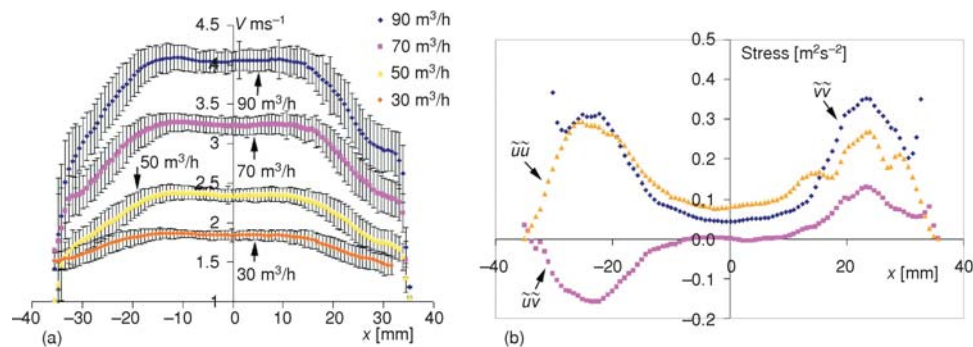 V ms⁻¹
4.5
4
3.5
3
2.5
2
1.5
1
90 m³/h
70 m³/h
50 m³/h
30 m³/h
90 m³/h
50 m³/h
70 m³/h
30 m³/h
−40 −30 −20 −10 0 10 20 30 40
x [mm]
(a)
0.5
Stress [m²s⁻²]
0.4
0.3
0.2
0.1
0.0
−0.1
−0.2
ṽṽ
ũũ
ũṽ
−40 −20 0 20 40
x [mm]
(b)